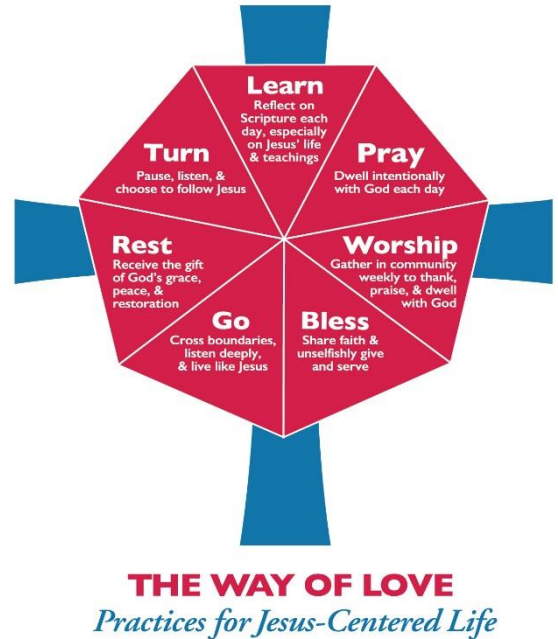 Learn
Reflect on
Scripture each
day, especially
on Jesus' life
& teachings
Turn
Pause, listen, &
choose to follow Jesus
Pray
Dwell intentionally
with God each day
Rest
Receive the gift
of God's grace,
peace, &
restoration
Worship
Gather in community
weekly to thank,
praise, & dwell
with God
Go
Cross boundaries,
listen deeply,
& live like Jesus
Bless
Share faith &
unselfishly give
and serve
THE WAY OF LOVE
Practices for Jesus-Centered Life